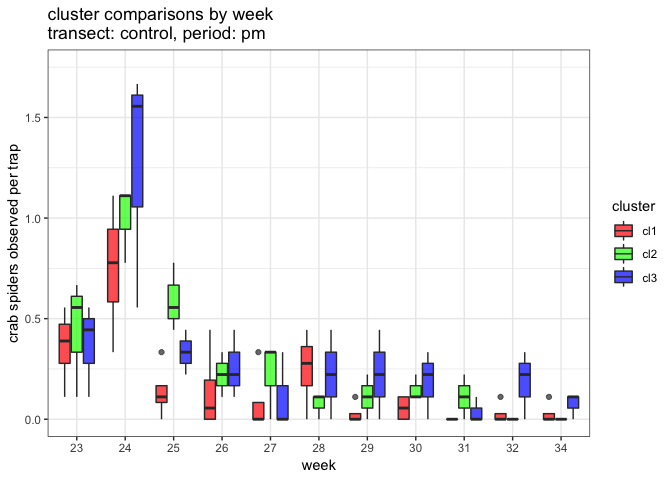 cluster comparisons by week
transect: control, period: pm
crab spiders observed per trap
1.5
1.0
0.5
0.0
23 24 25 26 27 28 29 30 31 32 34
week
cluster
cl1
cl2
cl3